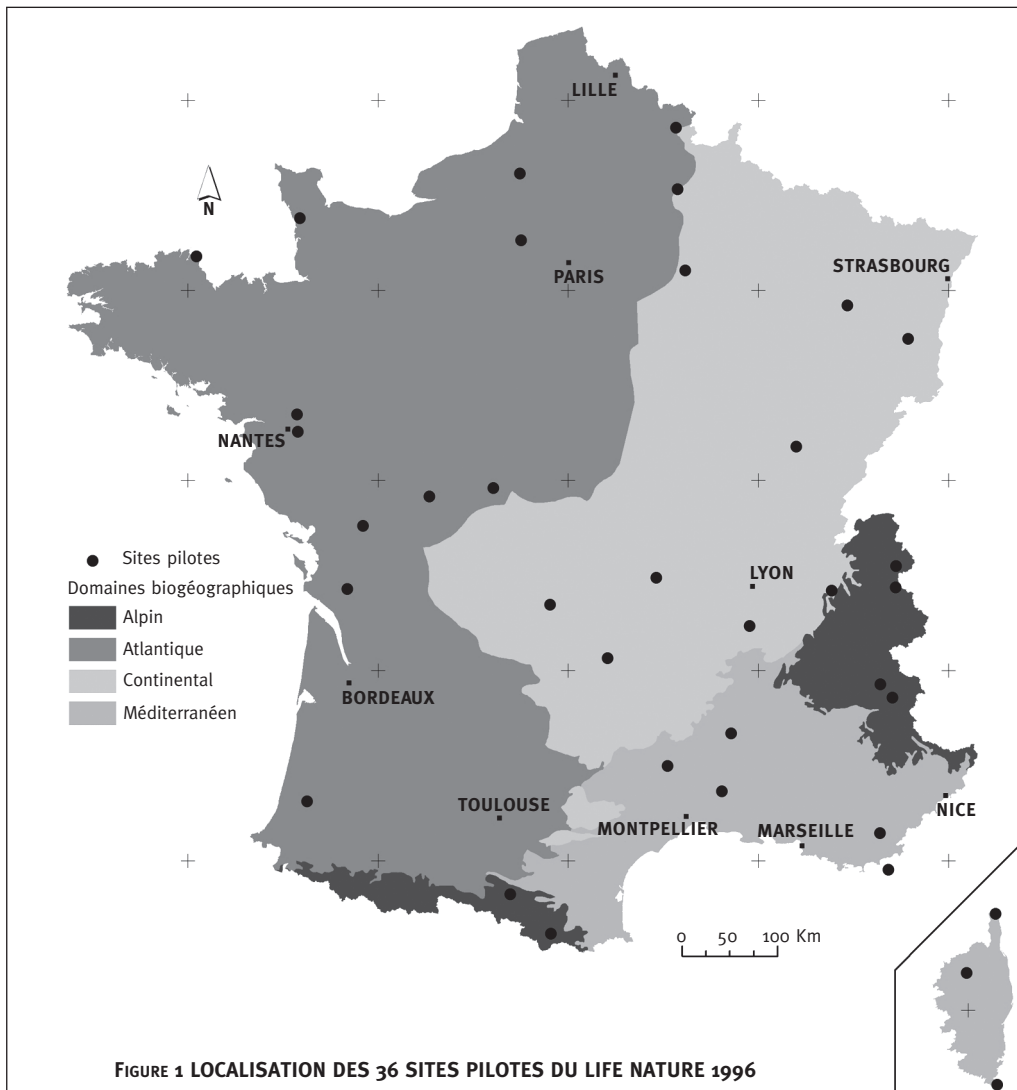 LILLE
N
PARIS
STRASBOURG
NANTES
Sites pilotes
Domaines biogéographiques
Alpin
Atlantique
Continental
Méditerranéen
LYON
BORDEAUX
TOULOUSE
MONTPELLIER
MARSEILLE
NICE
0 50 100 Km
FIGURE 1 LOCALISATION DES 36 SITES PILOTES DU LIFE NATURE 1996